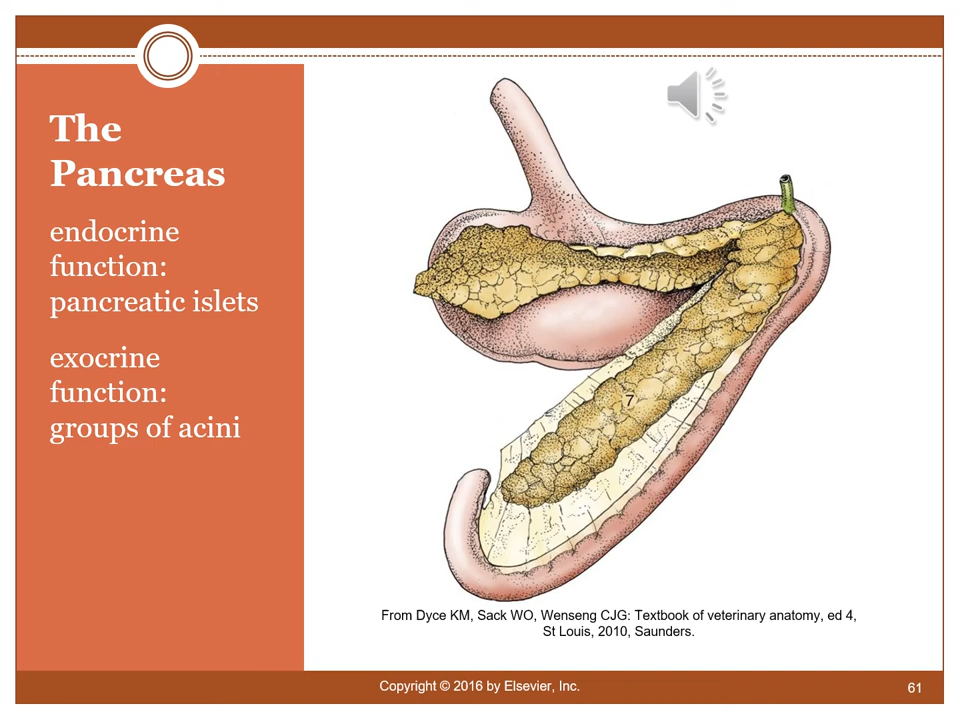 The
Pancreas
endocrine
function:
pancreatic islets
exocrine
function:
groups of acini
7
From Dyce KM, Sack WO, Wenseng CJG: Textbook of veterinary anatomy, ed 4,
St Louis, 2010, Saunders.
Copyright © 2016 by Elsevier, Inc.
61